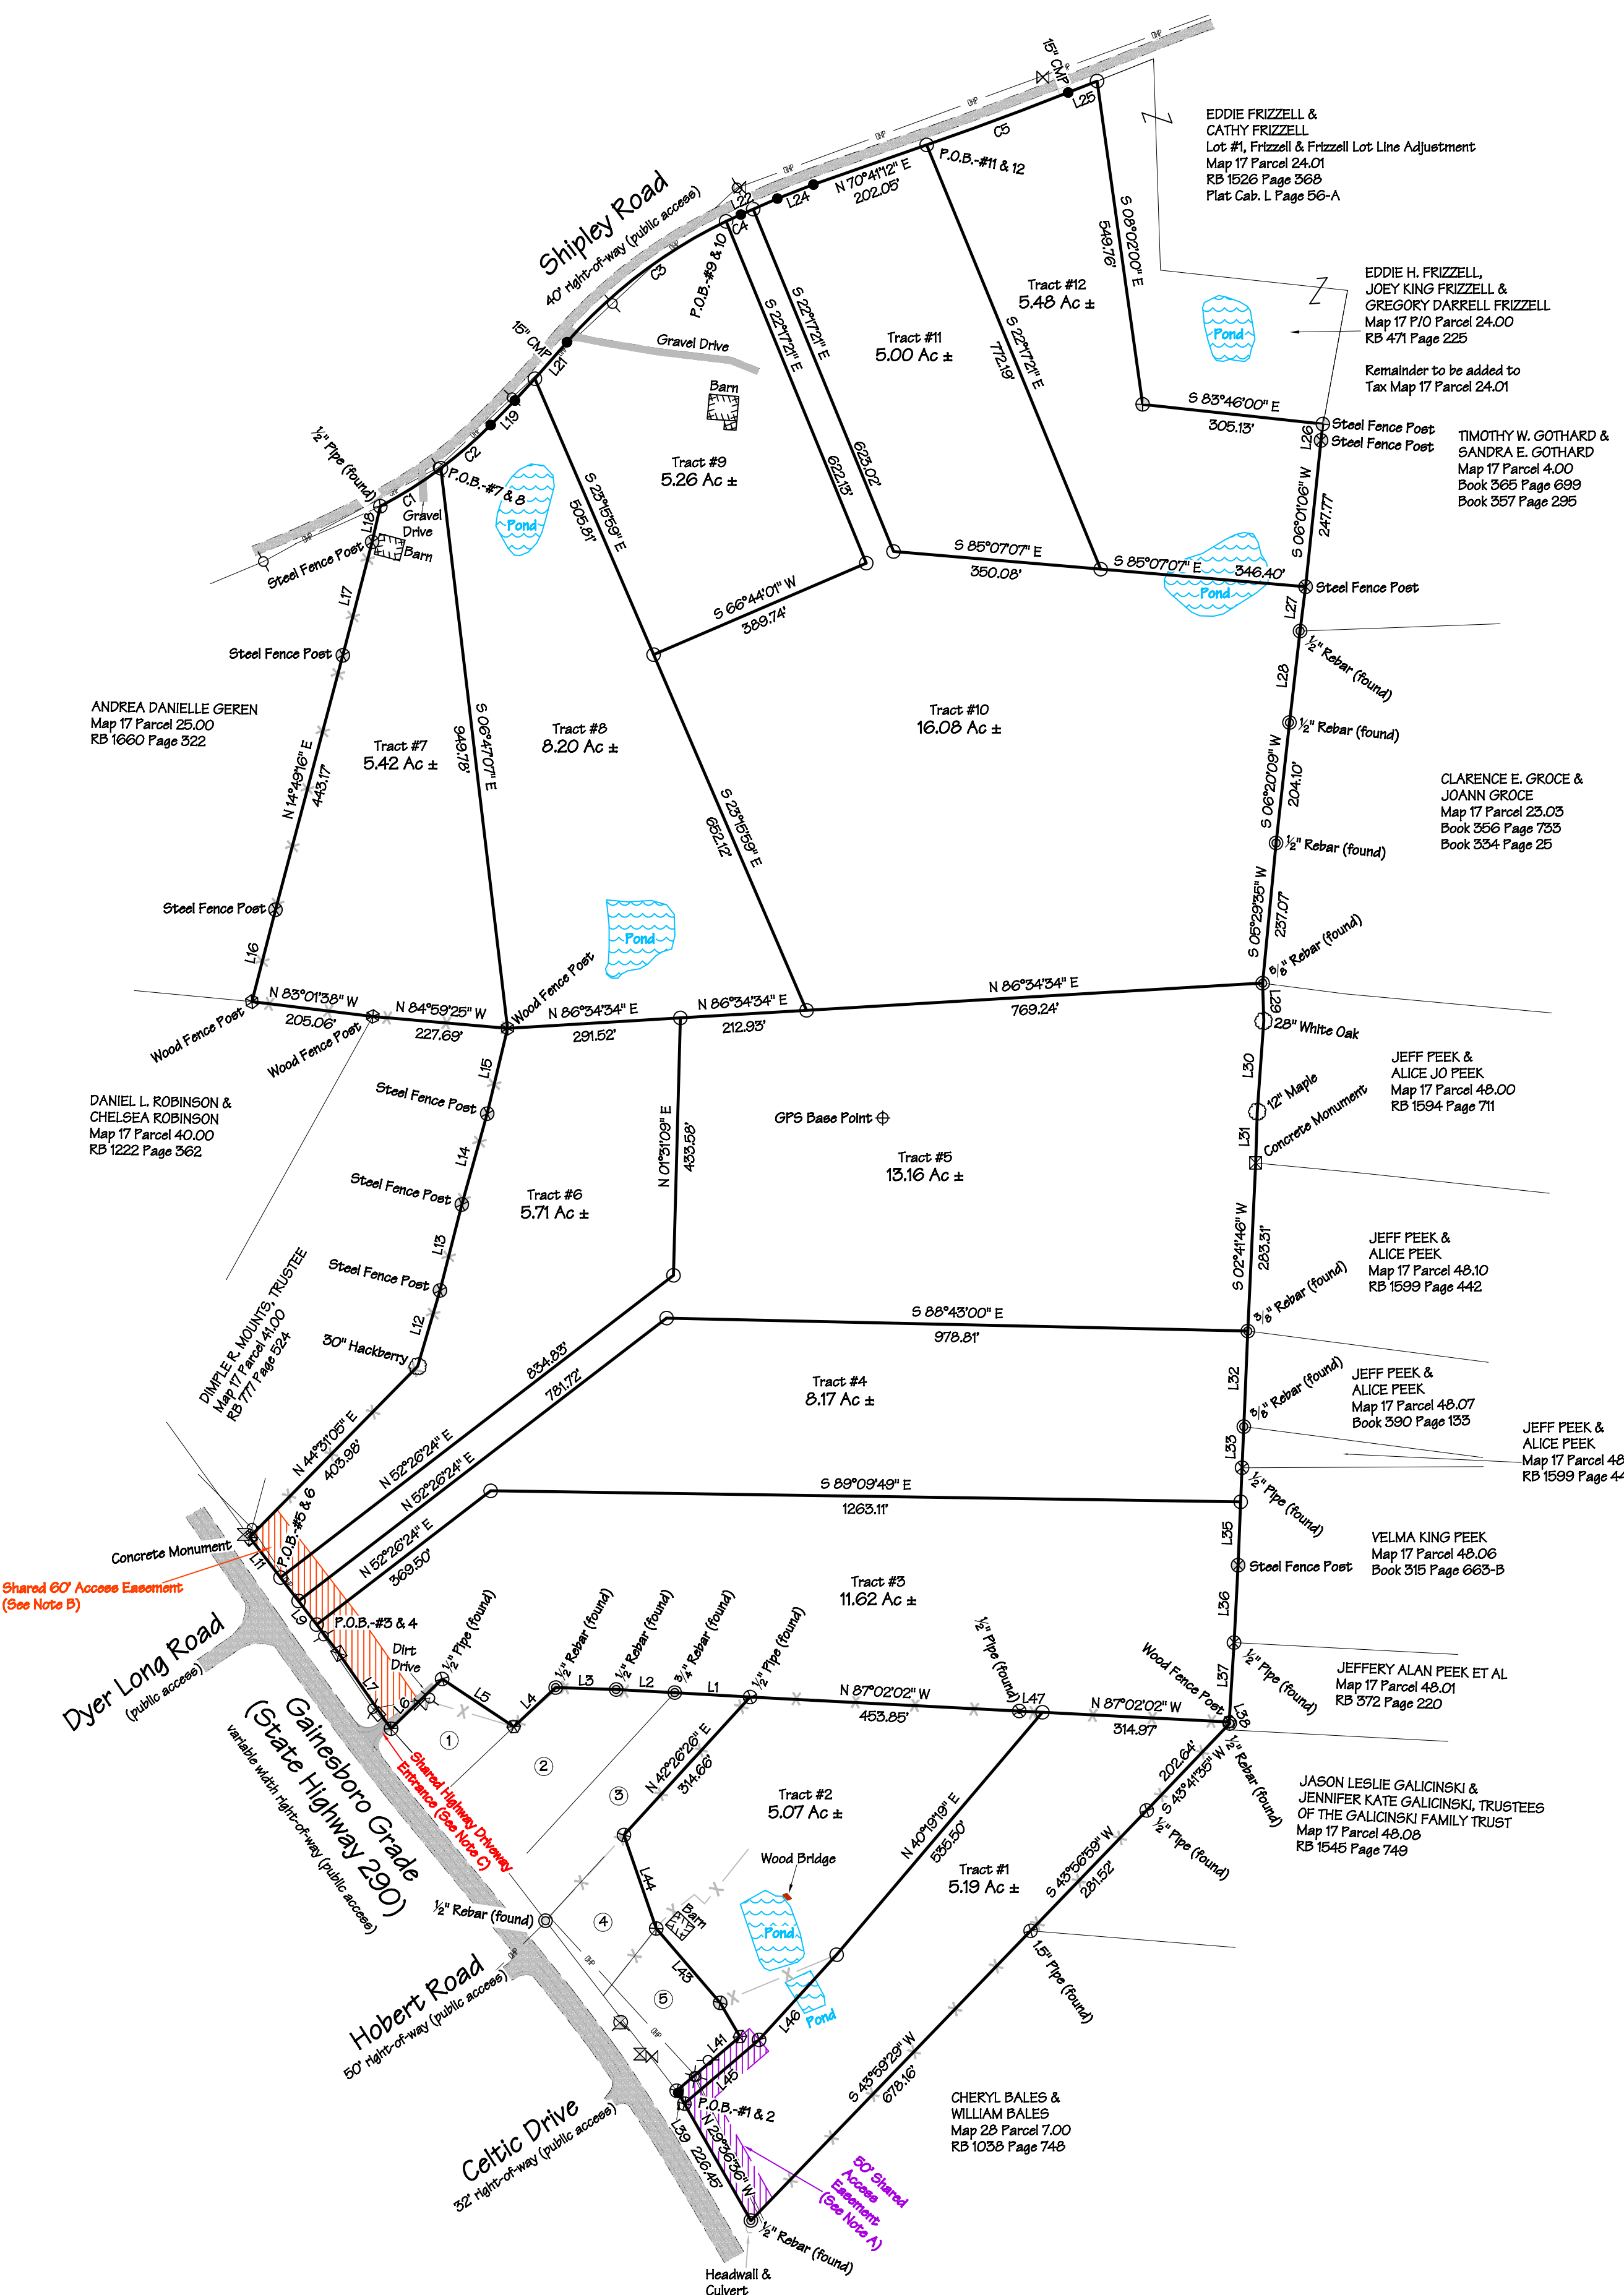 EDDIE FRIZZELL &
CATHY FRIZZELL
Lot #1, Frizzell & Frizzell Lot Line Adjustment
Map 17 Parcel 24.01
RB 1526 Page 368
Plat Cab. L Page 56-A
15" CMP
L25
C5
P.O.B.-#11 & 12
N 70°41'12" E
202.05'
L24
L22
C4
Shipley Road
40' right-of-way (public access)
C3
P.O.B.-#9 & 10
15" CMP
L21
L19
C2
C1
Gravel Drive
Barn
S 08°02'00" E
549.76'
Tract #12
5.48 Ac ±
Tract #11
5.00 Ac ±
S 22°17'21" E
772.19'
S 22°17'21" E
623.02'
S 22°17'21" E
622.13'
Pond
EDDIE H. FRIZZELL,
JOEY KING FRIZZELL &
GREGORY DARRELL FRIZZELL
Map 17 P/O Parcel 24.00
RB 471 Page 225
Remainder to be added to
Tax Map 17 Parcel 24.01
S 83°46'00" E
305.13'
Steel Fence Post
L26
Steel Fence Post
TIMOTHY W. GOTHARD &
SANDRA E. GOTHARD
Map 17 Parcel 4.00
Book 365 Page 699
Book 357 Page 295
S 06°01'06" W
247.77'
Tract #9
5.26 Ac ±
S 23°15'59" E
505.81'
½" Pipe (found)
P.O.B.-#7 & 8
Gravel
Drive
Barn
L18
Steel Fence Post
Pond
L17
Steel Fence Post
S 66°44'01" W
389.74'
S 85°07'07" E
350.08'
S 85°07'07" E
346.40'
Pond
Steel Fence Post
L27
½" Rebar (found)
L28
½" Rebar (found)
ANDREA DANIELLE GEREN
Map 17 Parcel 25.00
RB 1660 Page 322
N 14°49'16" E
443.17'
Tract #7
5.42 Ac ±
S 06°47'07" E
949.78'
Tract #8
8.20 Ac ±
Tract #10
16.08 Ac ±
S 23°15'59" E
652.12'
S 06°20'09" W
204.10'
½" Rebar (found)
CLARENCE E. GROCE &
JOANN GROCE
Map 17 Parcel 23.03
Book 356 Page 733
Book 334 Page 25
S 05°29'35" W
237.07'
Steel Fence Post
L16
Pond
Wood Fence Post
3/8" Rebar (found)
N 83°01'38" W
205.06'
N 84°59'25" W
227.69'
N 86°34'34" E
291.52'
N 86°34'34" E
212.93'
N 86°34'34" E
769.24'
Wood Fence Post
Wood Fence Post
L29
28" White Oak
L15
Steel Fence Post
L30
JEFF PEEK &
ALICE JO PEEK
Map 17 Parcel 48.00
RB 1594 Page 711
12" Maple
Concrete Monument
L31
DANIEL L. ROBINSON &
CHELSEA ROBINSON
Map 17 Parcel 40.00
RB 1222 Page 362
L14
Steel Fence Post
Tract #6
5.71 Ac ±
N 01°31'09" E
433.58'
GPS Base Point
Tract #5
13.16 Ac ±
L13
Steel Fence Post
L12
30" Hackberry
S 02°41'46" W
283.31'
JEFF PEEK &
ALICE PEEK
Map 17 Parcel 48.10
RB 1599 Page 442
3/8" Rebar (found)
DIMPLE R. MOUNTS, TRUSTEE
Map 17 Parcel 41.00
RB 777 Page 524
S 88°43'00" E
978.81'
834.83'
781.72'
Tract #4
8.17 Ac ±
L32
JEFF PEEK &
ALICE PEEK
Map 17 Parcel 48.07
Book 390 Page 133
3/8" Rebar (found)
N 44°31'05" E
403.98'
N 52°26'24" E
N 52°26'24" E
N 52°26'24" E
369.50'
L33
JEFF PEEK &
ALICE PEEK
Map 17 Parcel 48
RB 1599 Page 44
½" Pipe (found)
S 89°09'49" E
1263.11'
P.O.B.-#5 & 6
Concrete Monument
L11
L35
VELMA KING PEEK
Map 17 Parcel 48.06
Book 315 Page 663-B
Steel Fence Post
Shared 60' Access Easement
(See Note B)
L9
P.O.B.-#3 & 4
Tract #3
11.62 Ac ±
L36
Dyer Long Road
(public access)
Dirt
Drive
L7
L6
½" Pipe (found)
L5
L4
½" Rebar (found)
L3
½" Rebar (found)
L2
3/4" Rebar (found)
L1
½" Pipe (found)
N 87°02'02" W
453.85'
½" Pipe (found)
L47
N 87°02'02" W
314.97'
Wood Fence Post
L37
½" Pipe (found)
L38
½" Rebar (found)
JEFFERY ALAN PEEK ET AL
Map 17 Parcel 48.01
RB 372 Page 220
Gainesboro Grade
(State Highway 290)
variable width right-of-way (public access)
Shared Highway Driveway
Entrance (See Note C)
1
2
3
4
5
N 42°26'26" E
314.66'
Tract #2
5.07 Ac ±
202.64'
S 43°41'35" W
½" Pipe (found)
JASON LESLIE GALICINSKI &
JENNIFER KATE GALICINSKI, TRUSTEES
OF THE GALICINSKI FAMILY TRUST
Map 17 Parcel 48.08
RB 1545 Page 749
N 40°19'19" E
535.50'
Wood Bridge
Tract #1
5.19 Ac ±
S 43°56'59" W
281.52'
1.5" Pipe (found)
½" Rebar (found)
L44
Barn
Pond
Pond
L43
L46
Hobert Road
50' right-of-way (public access)
L41
L45
P.O.B.-#1 & 2
L39
N 29°36'36" W
226.45'
S 43°59'29" W
678.16'
Celtic Drive
32' right-of-way (public access)
50' Shared
Access
Easement
(See Note A)
CHERYL BALES &
WILLIAM BALES
Map 28 Parcel 7.00
RB 1038 Page 748
½" Rebar (found)
Headwall &
Culvert